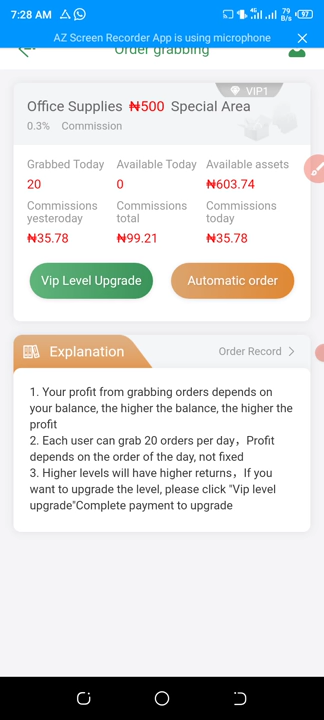 7:28 AM
4G
79
B/s
97
AZ Screen Recorder App is using microphone
Order grabbing
VIP1
Office Supplies ₦500 Special Area
0.3% Commission
Grabbed Today Available Today Available assets
20 0 ₦603.74
Commissions yesteroday Commissions total Commissions today
₦35.78 ₦99.21 ₦35.78
Vip Level Upgrade Automatic order
Explanation Order Record
1. Your profit from grabbing orders depends on
your balance, the higher the balance, the higher the
profit
2. Each user can grab 20 orders per day，Profit
depends on the order of the day, not fixed
3. Higher levels will have higher returns，If you
want to upgrade the level, please click "Vip level
upgrade"Complete payment to upgrade